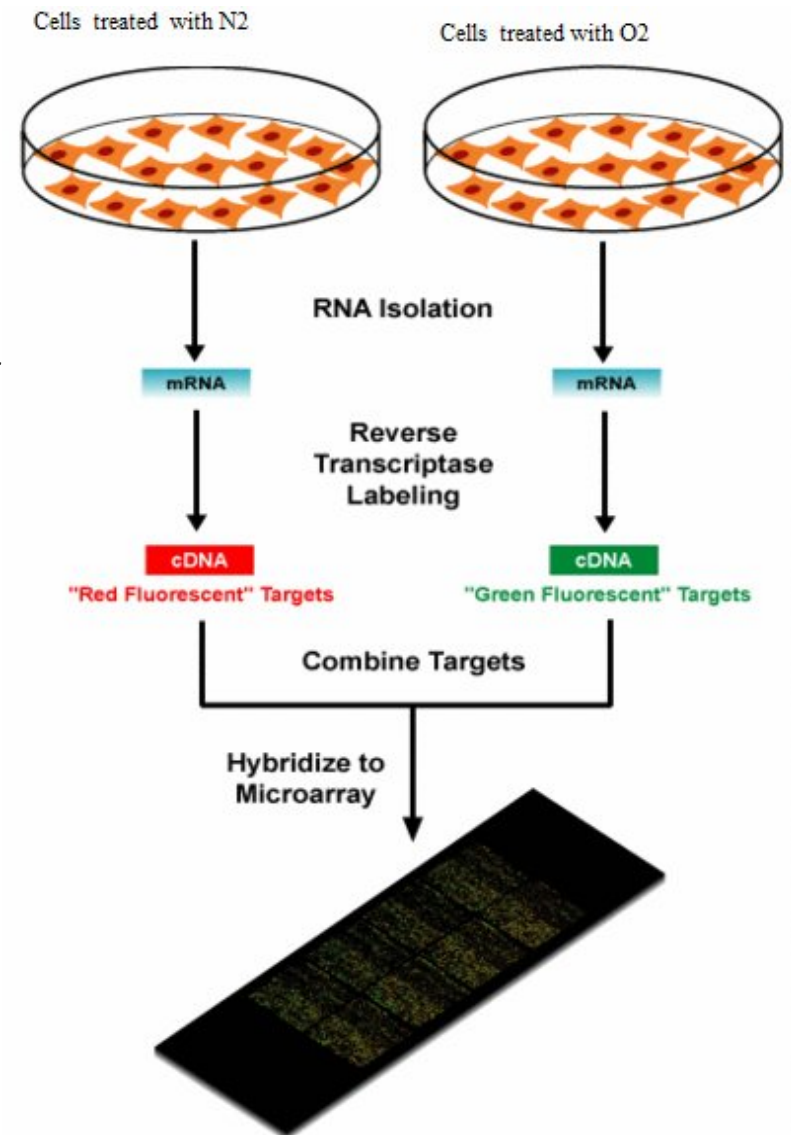 Cells treated with N2
Cells treated with O2
RNA Isolation
mRNA
mRNA
Reverse
Transcriptase
Labeling
cDNA
cDNA
"Red Fluorescent" Targets
"Green Fluorescent" Targets
Combine Targets
Hybridize to
Microarray